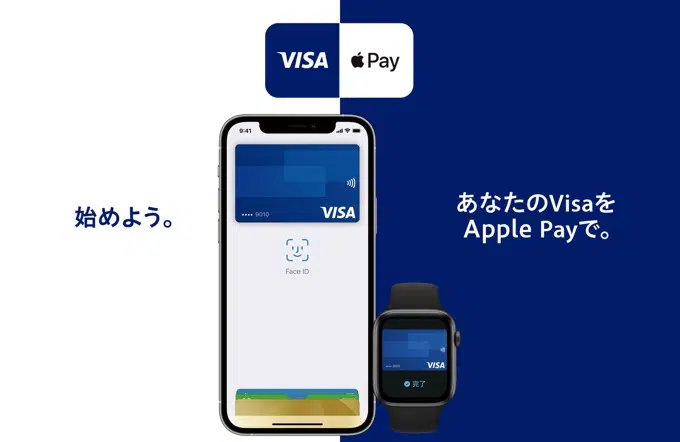 VISA Pay
9:41
•••• 9010
VISA
始めよう。
あなたのVisaを
Apple Payで。
Face ID
VISA
完了